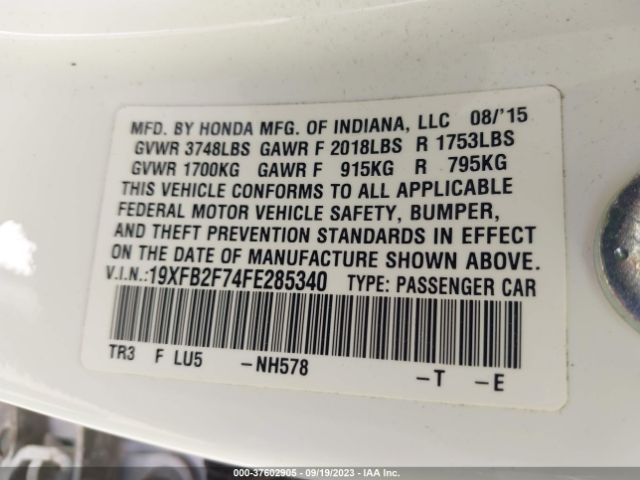 MFD. BY HONDA MFG. OF INDIANA, LLC 08/'15
GVWR 3748LBS GAWR F 2018LBS R 1753LBS
GVWR 1700KG GAWR F 915KG R 795KG
THIS VEHICLE CONFORMS TO ALL APPLICABLE
FEDERAL MOTOR VEHICLE SAFETY, BUMPER,
AND THEFT PREVENTION STANDARDS IN EFFECT
ON THE DATE OF MANUFACTURE SHOWN ABOVE.
V.I.N.:19XFB2F74FE285340 TYPE: PASSENGER CAR
TR3 F LU5 -NH578 -T -E
000-37602905 - 09/19/2023 - IAA Inc.